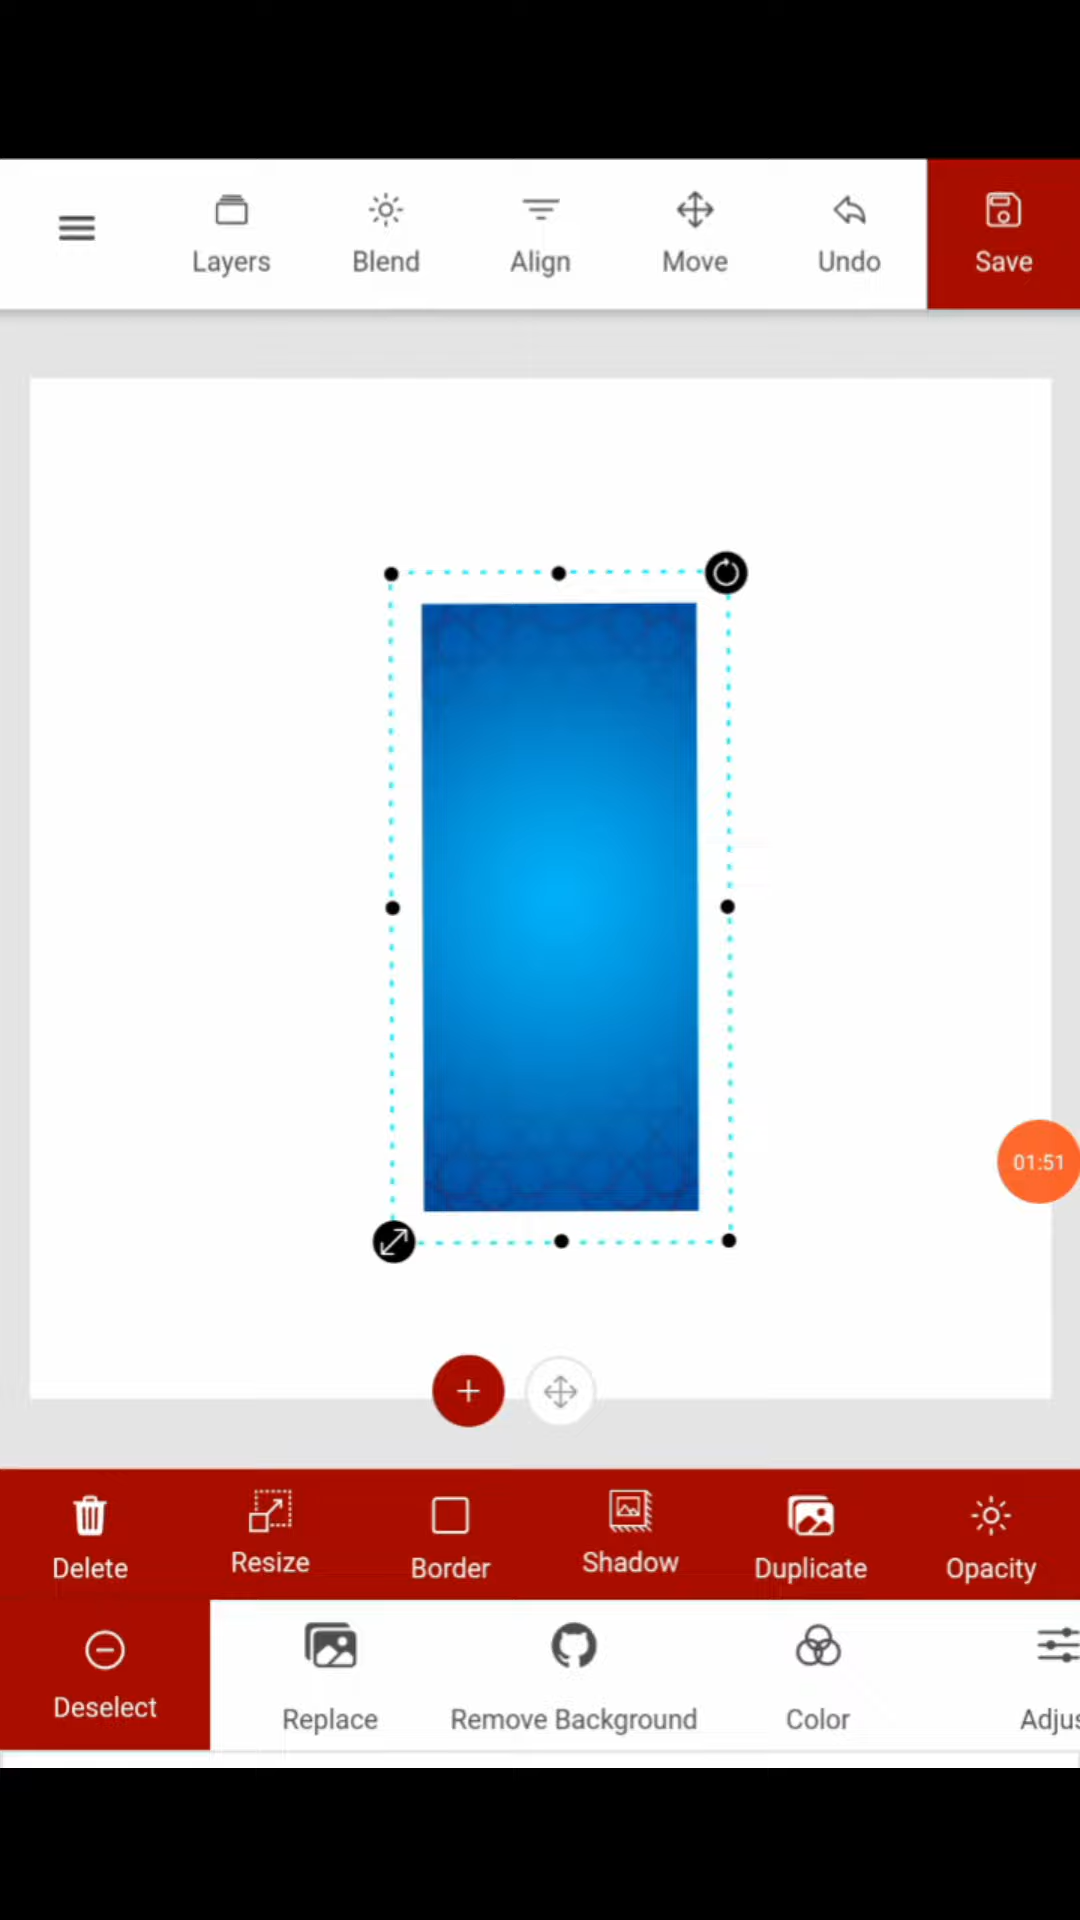 Layers Blend Align Move Undo Save
01:51
Delete Resize Border Shadow Duplicate Opacity
Deselect Replace Remove Background Color Adjus